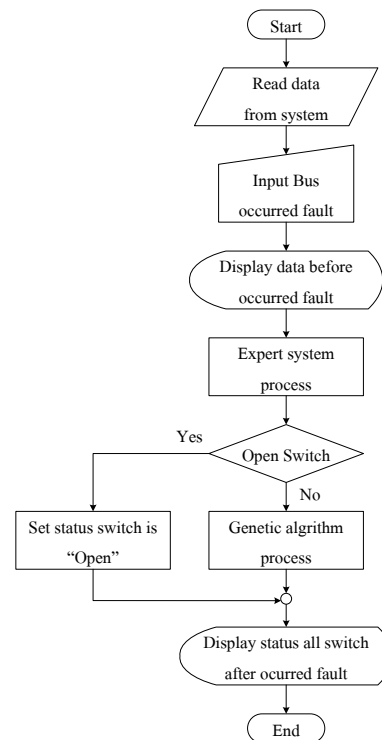 Start
Read data
from system
Input Bus
occurred fault
Display data before
occurred fault
Expert system
process
Yes
Open Switch
No
Set status switch is
“Open”
Genetic algrithm
process
Display status all switch
after ocurred fault
End